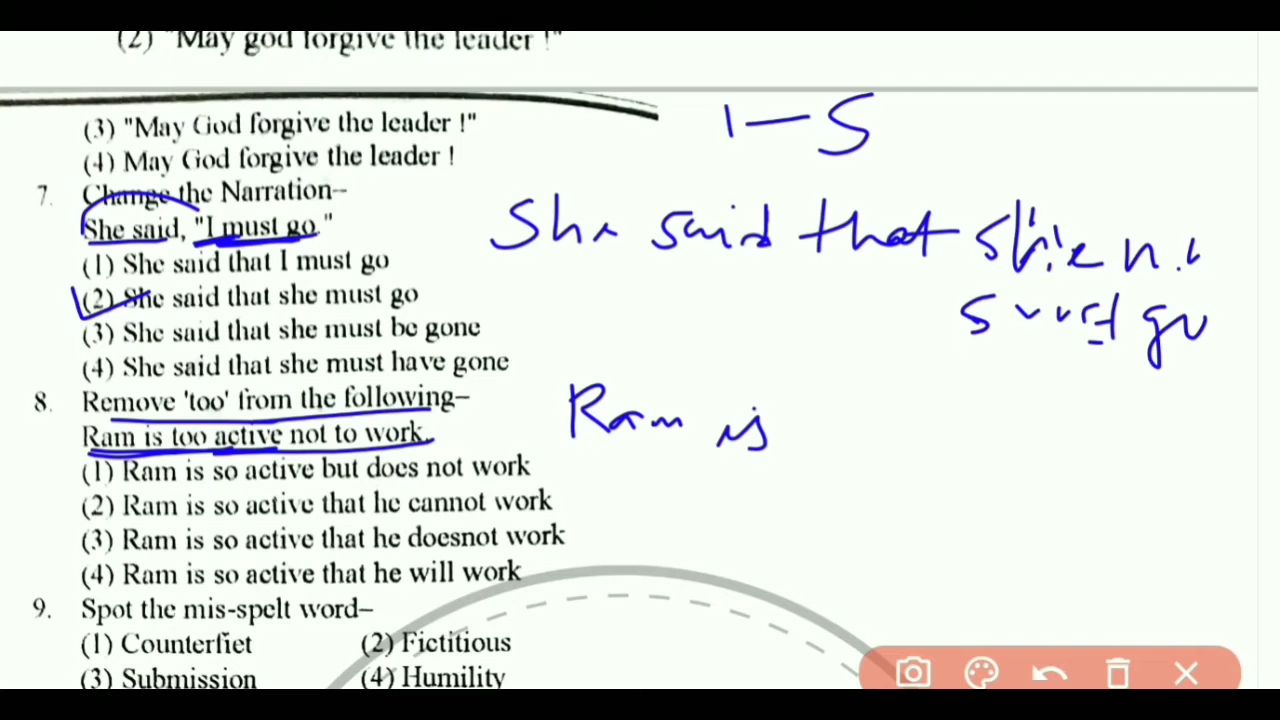 (2) "May god forgive the leader !"
(3) "May God forgive the leader !"
(4) May God forgive the leader !
1-S
7. Change the Narration–
She said, "I must go."
(1) She said that I must go
(2) She said that she must go
(3) She said that she must be gone
(4) She said that she must have gone
She said that she
go
8. Remove 'too' from the following–
Ram is too active not to work.
(1) Ram is so active but does not work
(2) Ram is so active that he cannot work
(3) Ram is so active that he doesnot work
(4) Ram is so active that he will work
Ram is
9. Spot the mis-spelt word–
(1) Counterfiet (2) Fictitious
(3) Submission (4) Humility